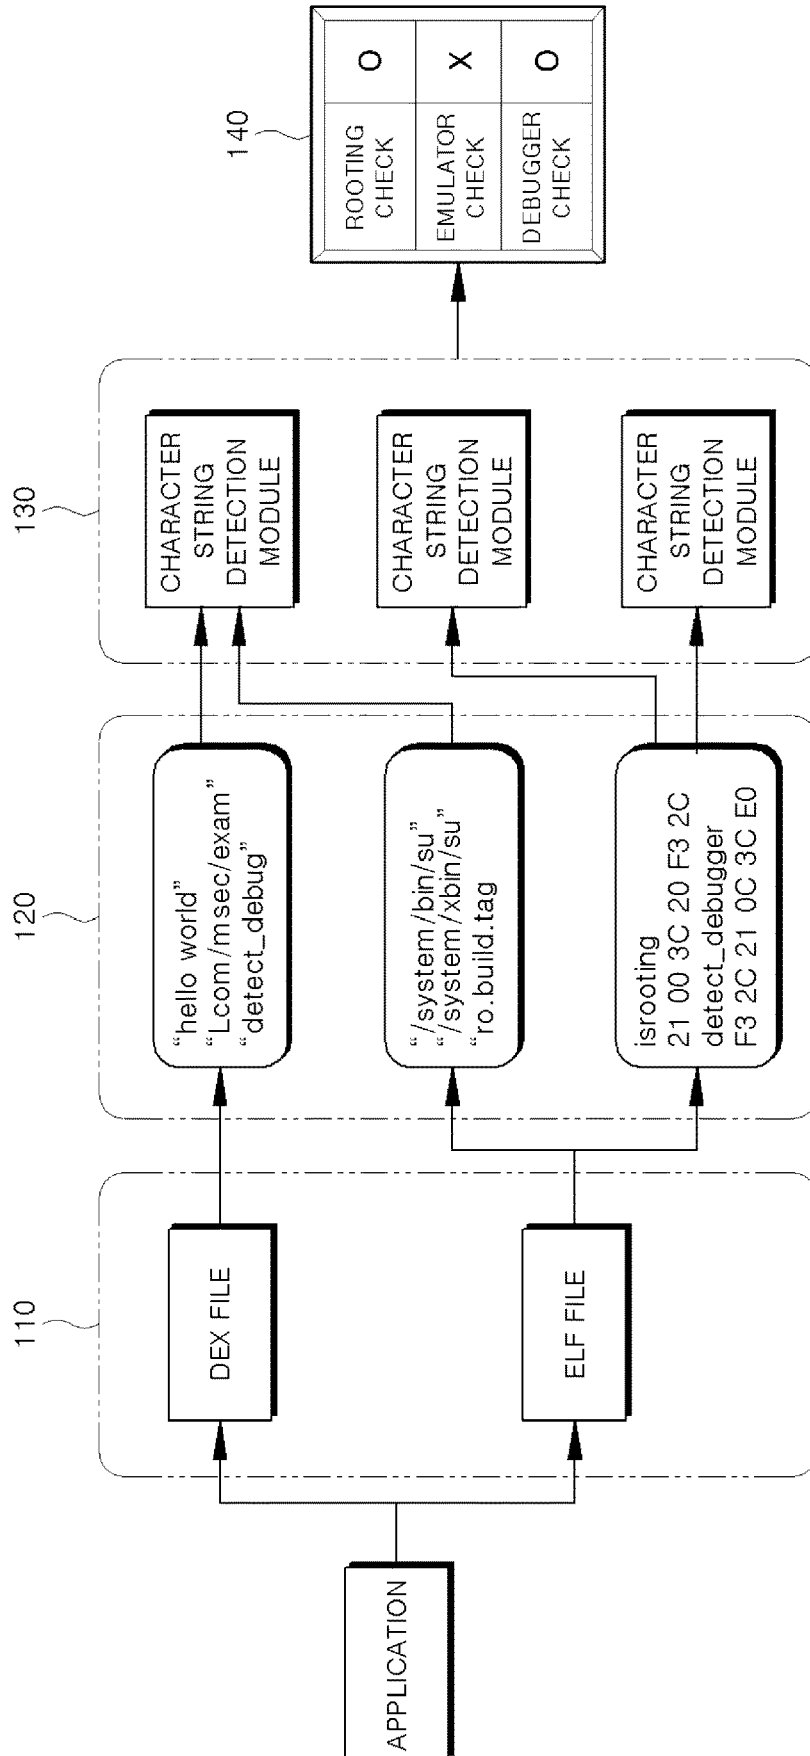 110
120
130
140
APPLICATION
DEX FILE
ELF FILE
“hello world”
“Lcom/msec/exam”
“detect_debug”
“/system/bin/su”
“/system/xbin/su”
“ro.build.tag
isrooting
21 00 3C 20 F3 2C
detect_debugger
F3 2C 21 0C 3C E0
CHARACTER
STRING
DETECTION
MODULE
CHARACTER
STRING
DETECTION
MODULE
CHARACTER
STRING
DETECTION
MODULE
ROOTING
CHECK
O
EMULATOR
CHECK
X
DEBUGGER
CHECK
O